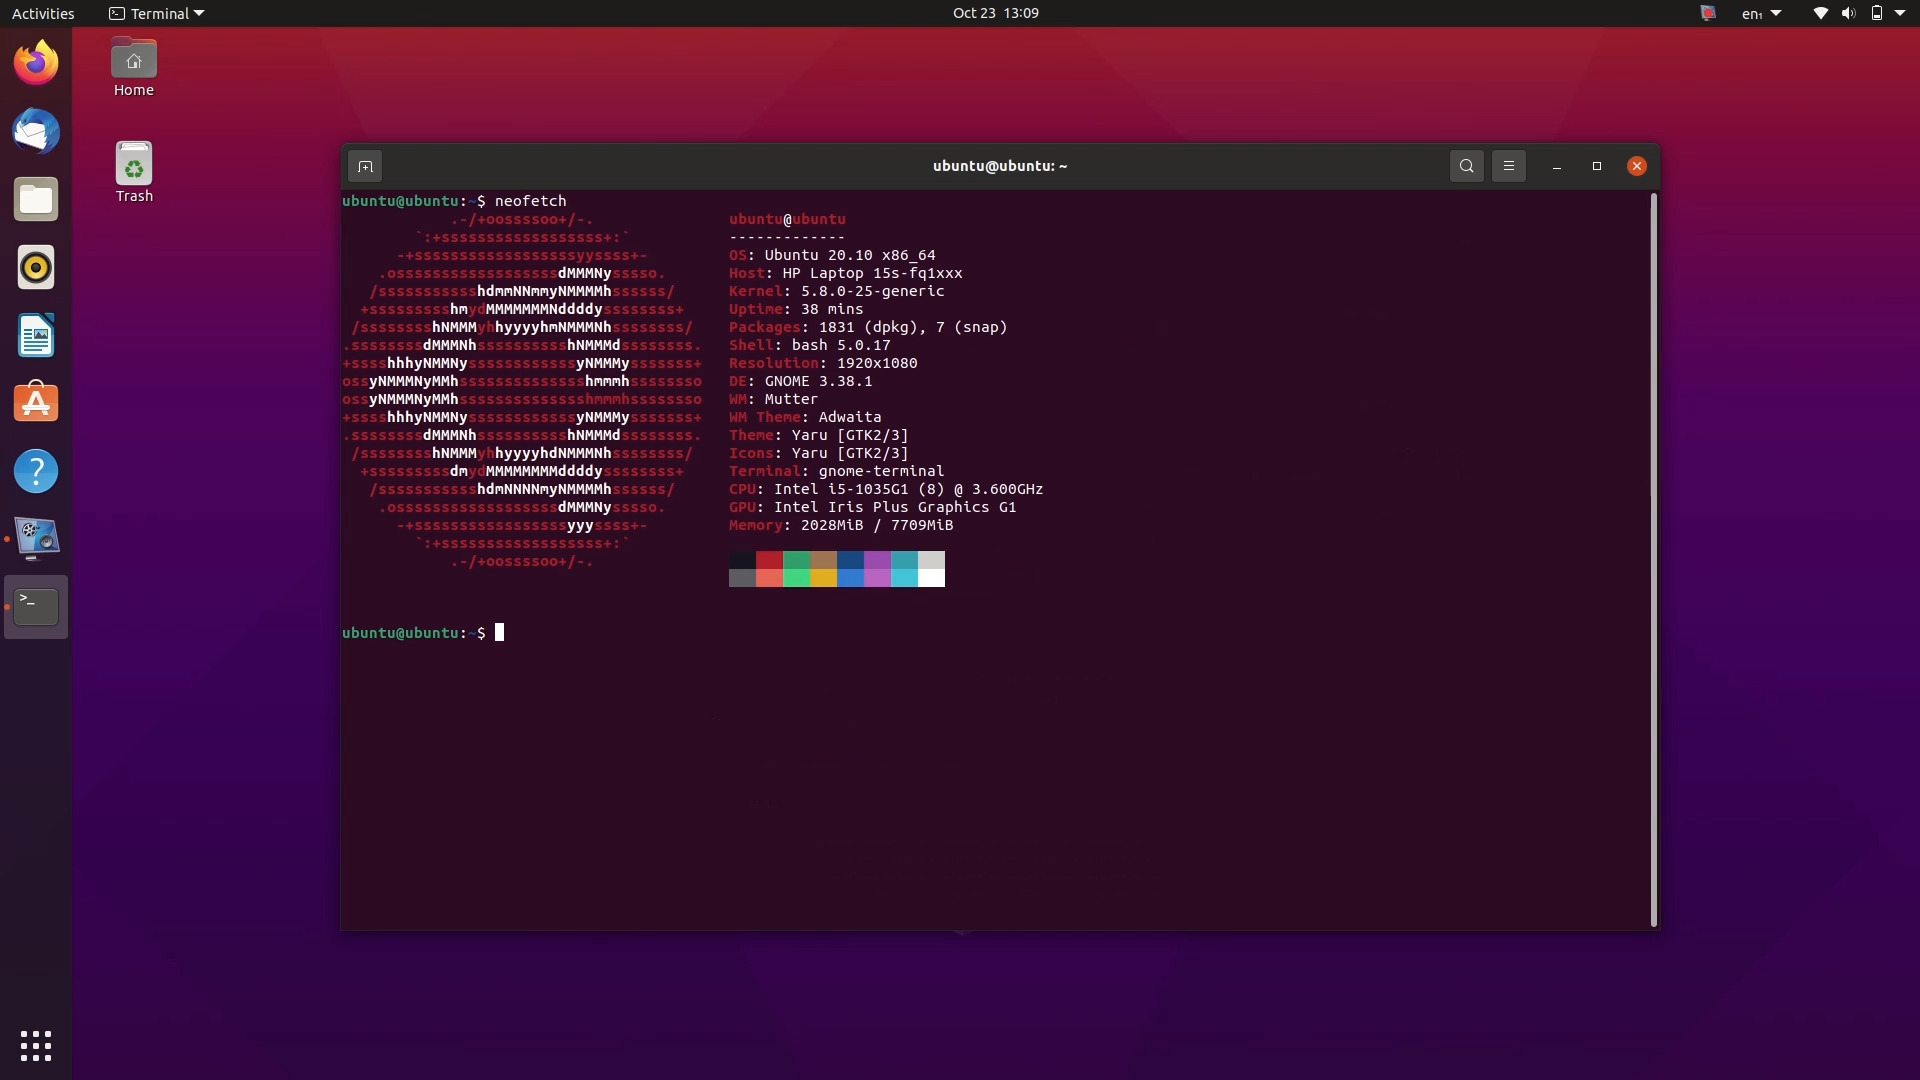 Activities
Terminal
Oct 23 13:09
en₁
Home
Trash
ubuntu@ubuntu: ~
ubuntu@ubuntu:~$ neofetch
.-/+oossssoo+/-.
`:+ssssssssssssssssss+:`
-+ssssssssssssssssssyyssss+-
.ossssssssssssssssssdMMMNysssso.
/ssssssssssshdmmNNmmyNMMMMhssssss/
+ssssssssshmydMMMMMMMNddddyssssssss+
/sssssssshNMMMyhhyyyyhmNMMMNhssssssss/
.ssssssssdMMMNhsssssssssshNMMMdssssssss.
+sssshhhyNMMNyssssssssssssyNMMMysssssss+
ossyNMMMNyMMhsssssssssssssshmmmhssssssso
ossyNMMMNyMMhsssssssssssssshmmmhssssssso
+sssshhhyNMMNyssssssssssssyNMMMysssssss+
.ssssssssdMMMNhsssssssssshNMMMdssssssss.
/sssssssshNMMMyhhyyyyhdNMMMNhssssssss/
+sssssssssdmydMMMMMMMMddddyssssssss+
/ssssssssssshdmNNNNmyNMMMMhssssss/
.ossssssssssssssssssdMMMNysssso.
-+sssssssssssssssssyyyssss+-
`:+ssssssssssssssssss+:`
.-/+oossssoo+/-.
ubuntu@ubuntu
-------------
OS: Ubuntu 20.10 x86_64
Host: HP Laptop 15s-fq1xxx
Kernel: 5.8.0-25-generic
Uptime: 38 mins
Packages: 1831 (dpkg), 7 (snap)
Shell: bash 5.0.17
Resolution: 1920x1080
DE: GNOME 3.38.1
WM: Mutter
WM Theme: Adwaita
Theme: Yaru [GTK2/3]
Icons: Yaru [GTK2/3]
Terminal: gnome-terminal
CPU: Intel i5-1035G1 (8) @ 3.600GHz
GPU: Intel Iris Plus Graphics G1
Memory: 2028MiB / 7709MiB
ubuntu@ubuntu:~$